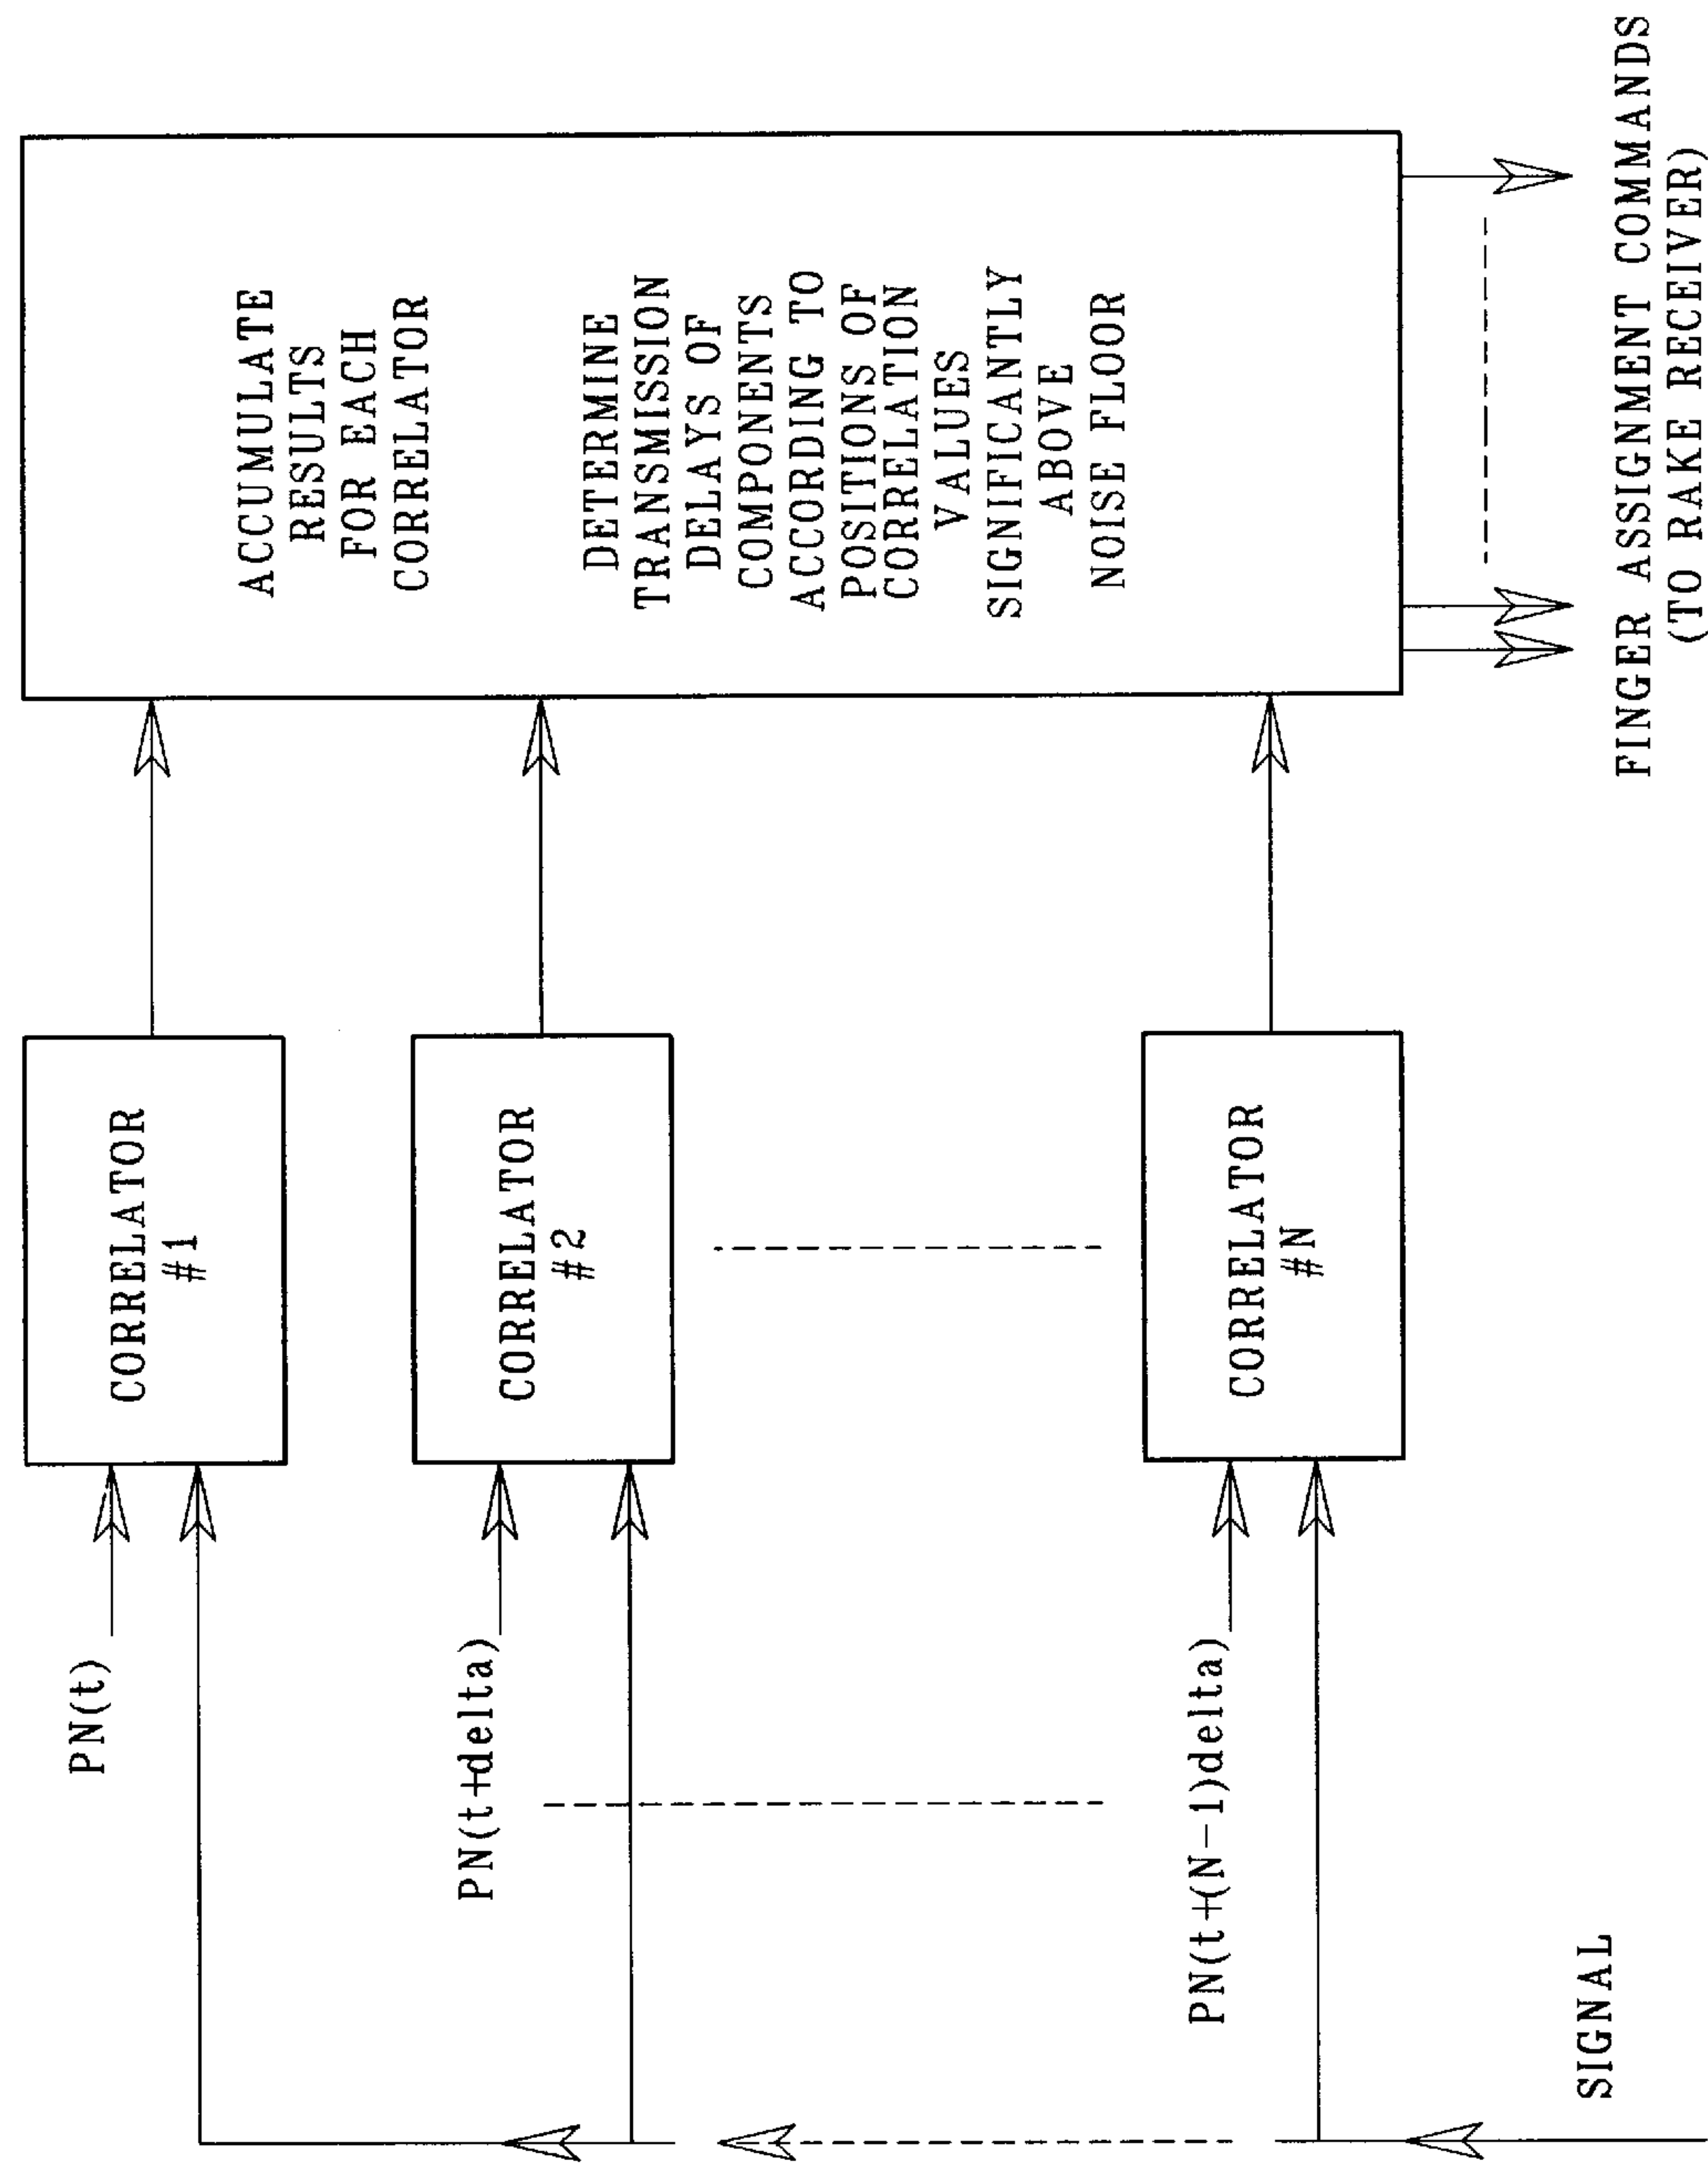 PN(t)
CORRELATOR
#1
PN(t+delta)
CORRELATOR
#2
PN(t+(N-1)delta)
CORRELATOR
#N
SIGNAL
ACCUMULATE
RESULTS
FOR EACH
CORRELATOR
DETERMINE
TRANSMISSION
DELAYS OF
COMPONENTS
ACCORDING TO
POSITIONS OF
CORRELATION
VALUES
SIGNIFICANTLY
ABOVE
NOISE FLOOR
FINGER ASSIGNMENT COMMANDS
(TO RAKE RECEIVER)